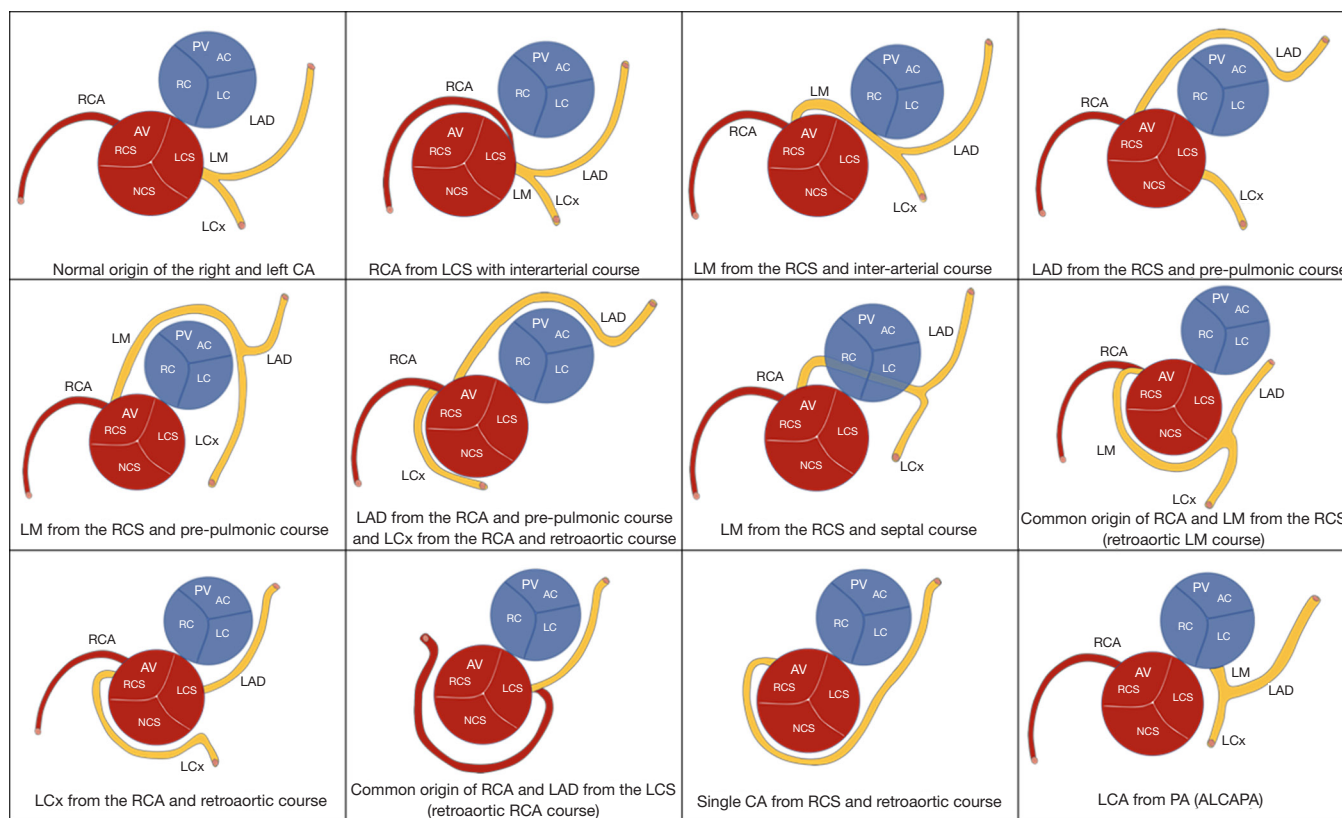 PV
AC
RC
LC
RCA
LAD
AV
RCS
LCS
LM
NCS
LCx
Normal origin of the right and left CA
PV
AC
RCA
RC
LC
AV
RCS
LCS
LAD
NCS
LM
LCx
RCA from LCS with interarterial course
PV
AC
LM
RC
LC
RCA
AV
RCS
LCS
LAD
NCS
LCx
LM from the RCS and inter-arterial course
LAD
PV
AC
RC
LC
RCA
AV
RCS
LCS
NCS
LCx
LAD from the RCS and pre-pulmonic course
LM
PV
AC
LAD
RC
LC
RCA
AV
RCS
LCS
LCx
NCS
LM from the RCS and pre-pulmonic course
PV
LAD
AC
RC
RCA
LC
AV
RCS
LCS
NCS
LCx
LAD from the RCA and pre-pulmonic course
and LCx from the RCA and retroaortic course
PV
AC
LAD
RC
RCA
LC
AV
RCS
LCS
NCS
LCx
LM from the RCS and septal course
PV
AC
RC
LC
RCA
AV
LAD
RCS
LCS
NCS
LM
LCx
Common origin of RCA and LM from the RCS
(retroaortic LM course)
PV
AC
RC
LC
RCA
AV
RCS
LCS
LAD
NCS
LCx
LCx from the RCA and retroaortic course
PV
AC
RC
LC
AV
RCS
LCS
NCS
Common origin of RCA and LAD from the LCS
(retroaortic RCA course)
PV
AC
RC
LC
AV
RCS
LCS
NCS
Single CA from RCS and retroaortic course
PV
AC
RC
LC
RCA
AV
LM
RCS
LCS
LAD
NCS
LCx
LCA from PA (ALCAPA)